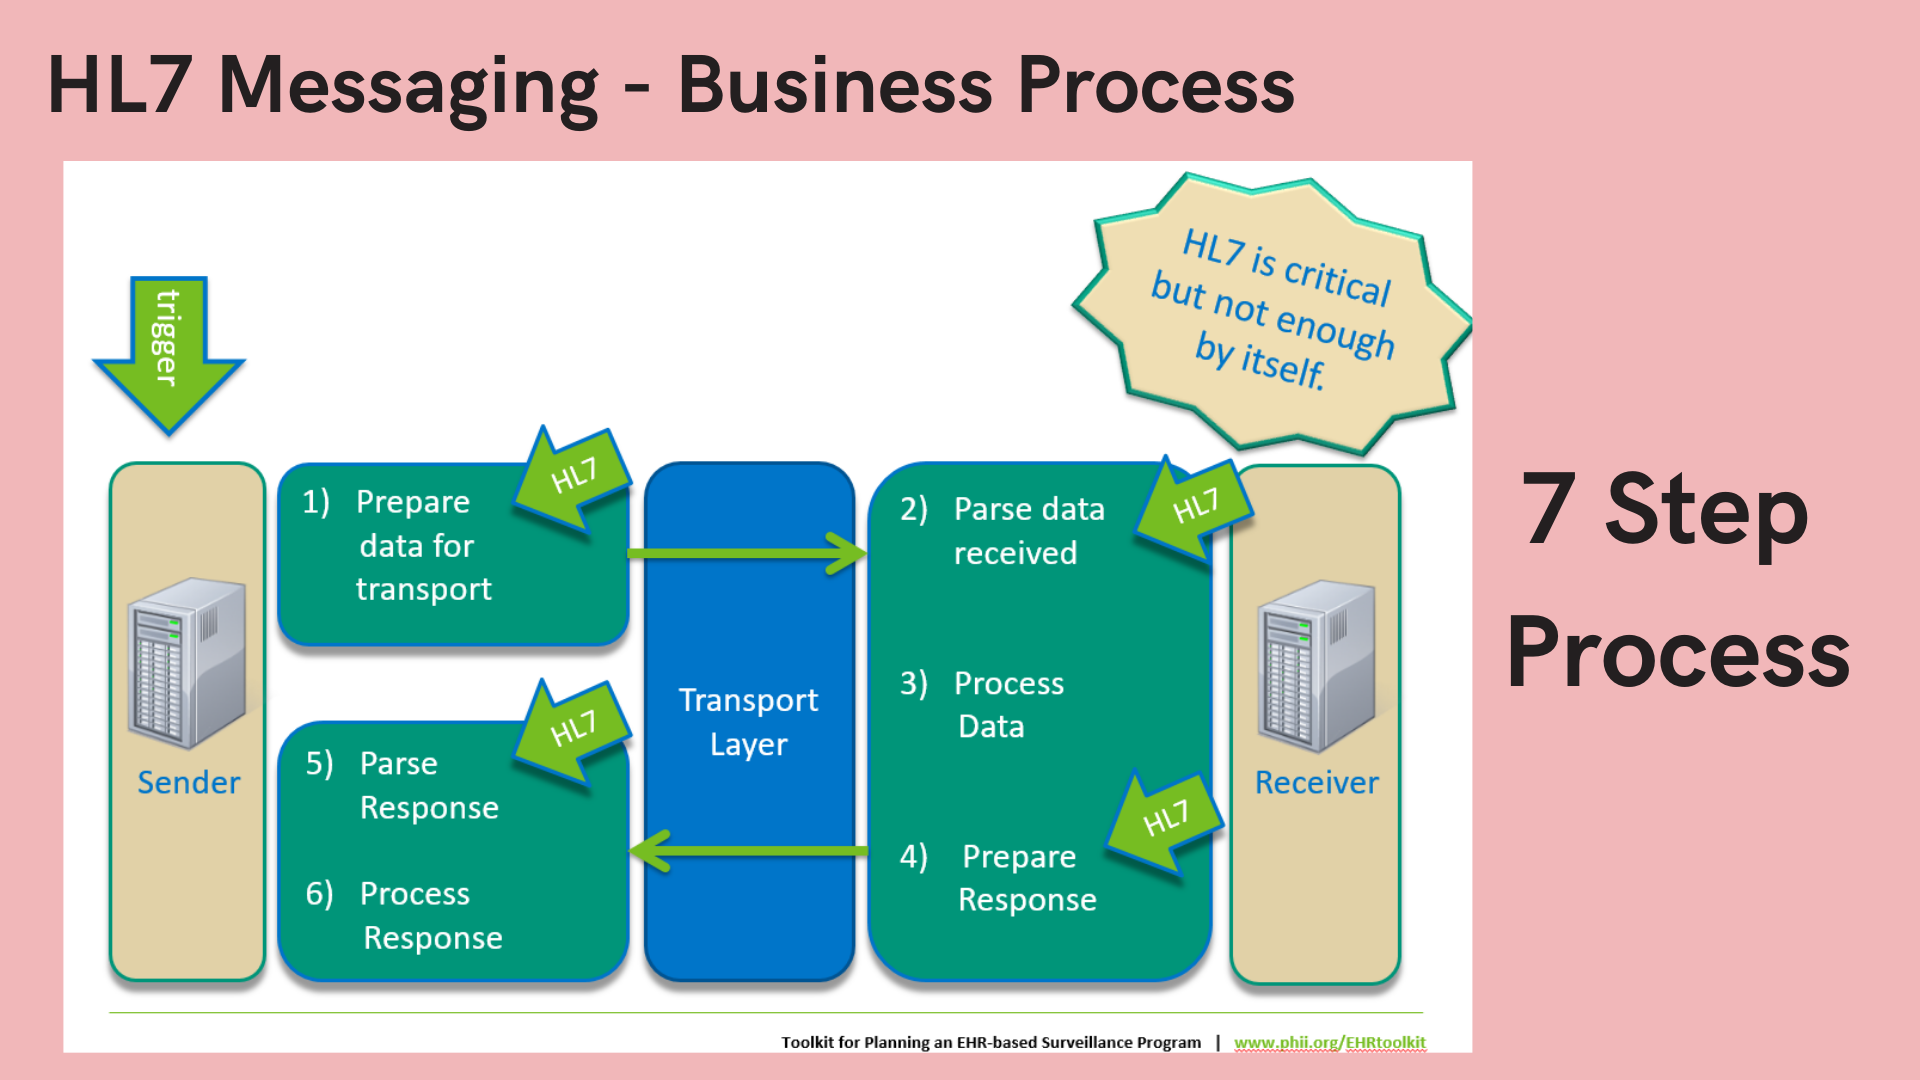 HL7 Messaging - Business Process
HL7 is critical
but not enough
by itself.
trigger
HL7
1) Prepare
data for
transport
HL7
2) Parse data
received
7 Step
Process
3) Process
Data
Transport
Layer
HL7
5) Parse
Response
Sender
Receiver
HL7
4) Prepare
Response
6) Process
Response
Toolkit for Planning an EHR-based Surveillance Program | www.phii.org/EHRtoolkit